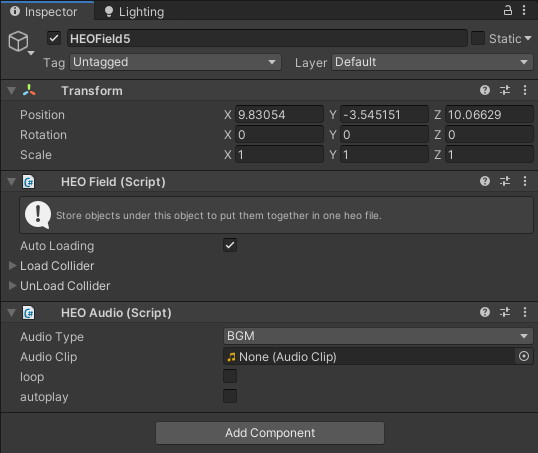 Inspector Lighting
HEOField5 Static
Tag Untagged Layer Default
Transform
Position X 9.83054 Y -3.545151 Z 10.06629
Rotation X 0 Y 0 Z 0
Scale X 1 Y 1 Z 1
HEO Field (Script)
Store objects under this object to put them together in one heo file.
Auto Loading
Load Collider
UnLoad Collider
HEO Audio (Script)
Audio Type BGM
Audio Clip None (Audio Clip)
loop
autoplay
Add Component